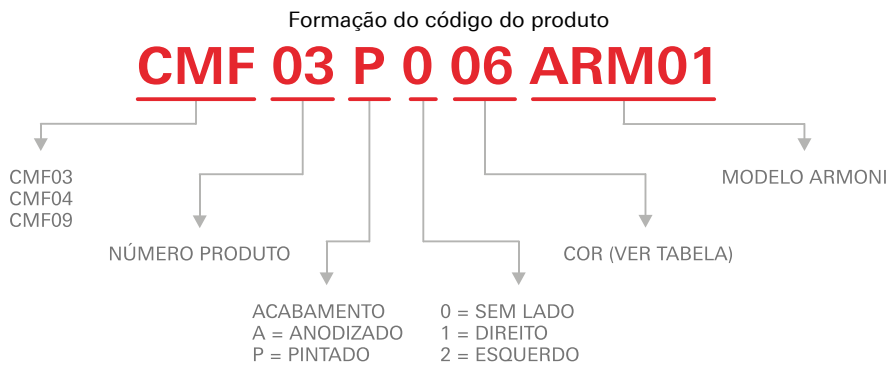 Formação do código do produto
CMF 03 P 0 06 ARM01
CMF03
CMF04
CMF09
NÚMERO PRODUTO
ACABAMENTO
A = ANODIZADO
P = PINTADO
0 = SEM LADO
1 = DIREITO
2 = ESQUERDO
COR (VER TABELA)
MODELO ARMONI